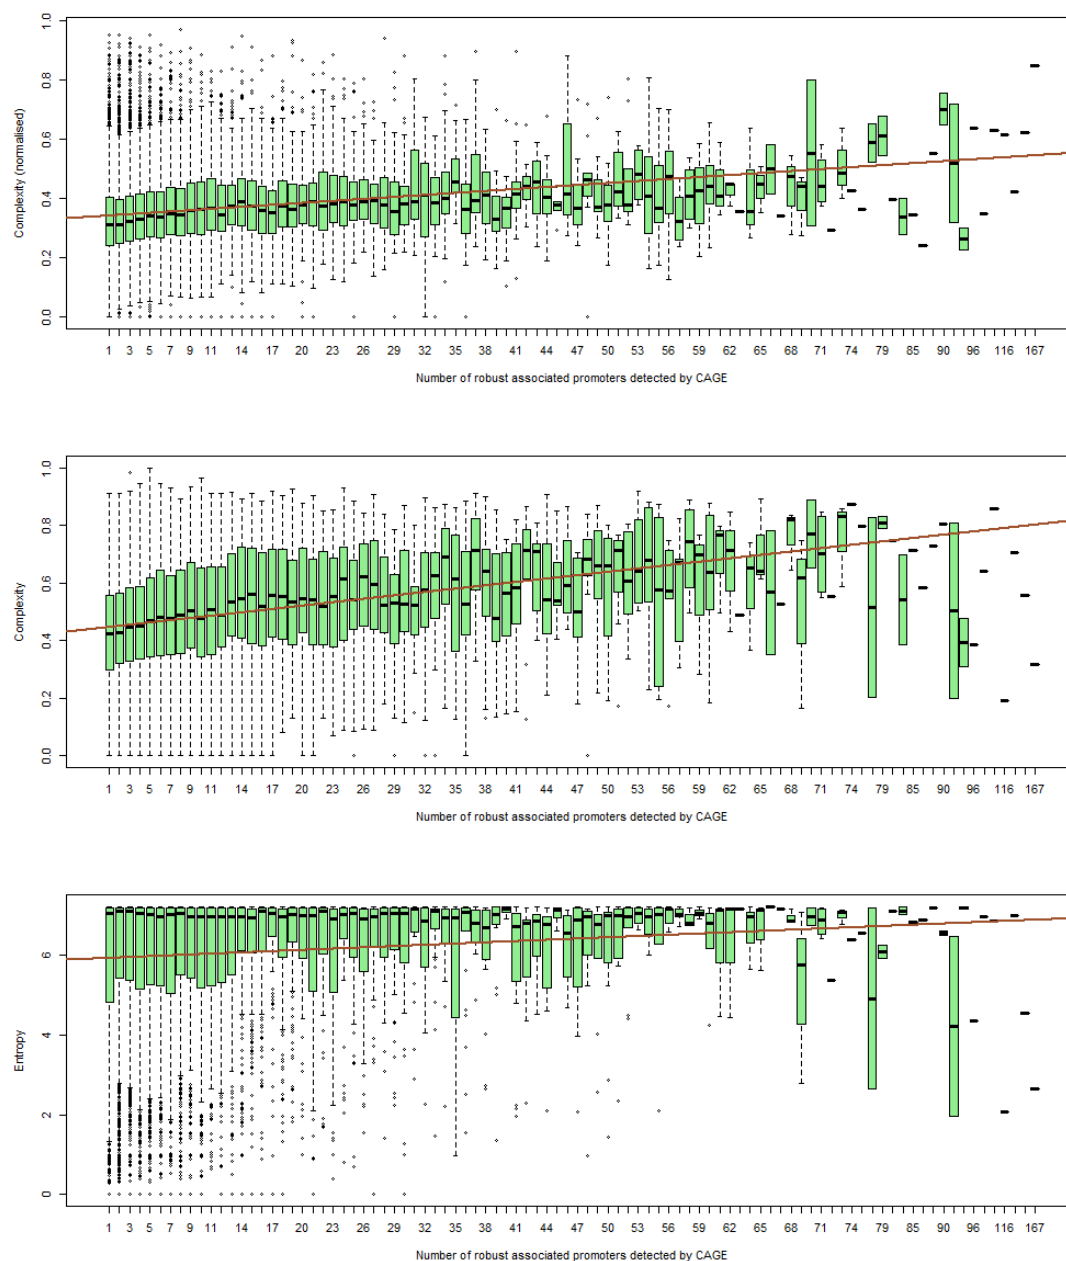 1.0
0.8
0.6
0.4
0.2
0.0
Complexity (normalised)
1 3 5 7 9 11 14 17 20 23 26 29 32 35 38 41 44 47 50 53 56 59 62 65 68 71 74 79 85 90 96 116 167
Number of robust associated promoters detected by CAGE
1.0
0.8
0.6
0.4
0.2
0.0
Complexity
1 3 5 7 9 11 14 17 20 23 26 29 32 35 38 41 44 47 50 53 56 59 62 65 68 71 74 79 85 90 96 116 167
Number of robust associated promoters detected by CAGE
6
4
2
0
Entropy
1 3 5 7 9 11 14 17 20 23 26 29 32 35 38 41 44 47 50 53 56 59 62 65 68 71 74 79 85 90 96 116 167
Number of robust associated promoters detected by CAGE